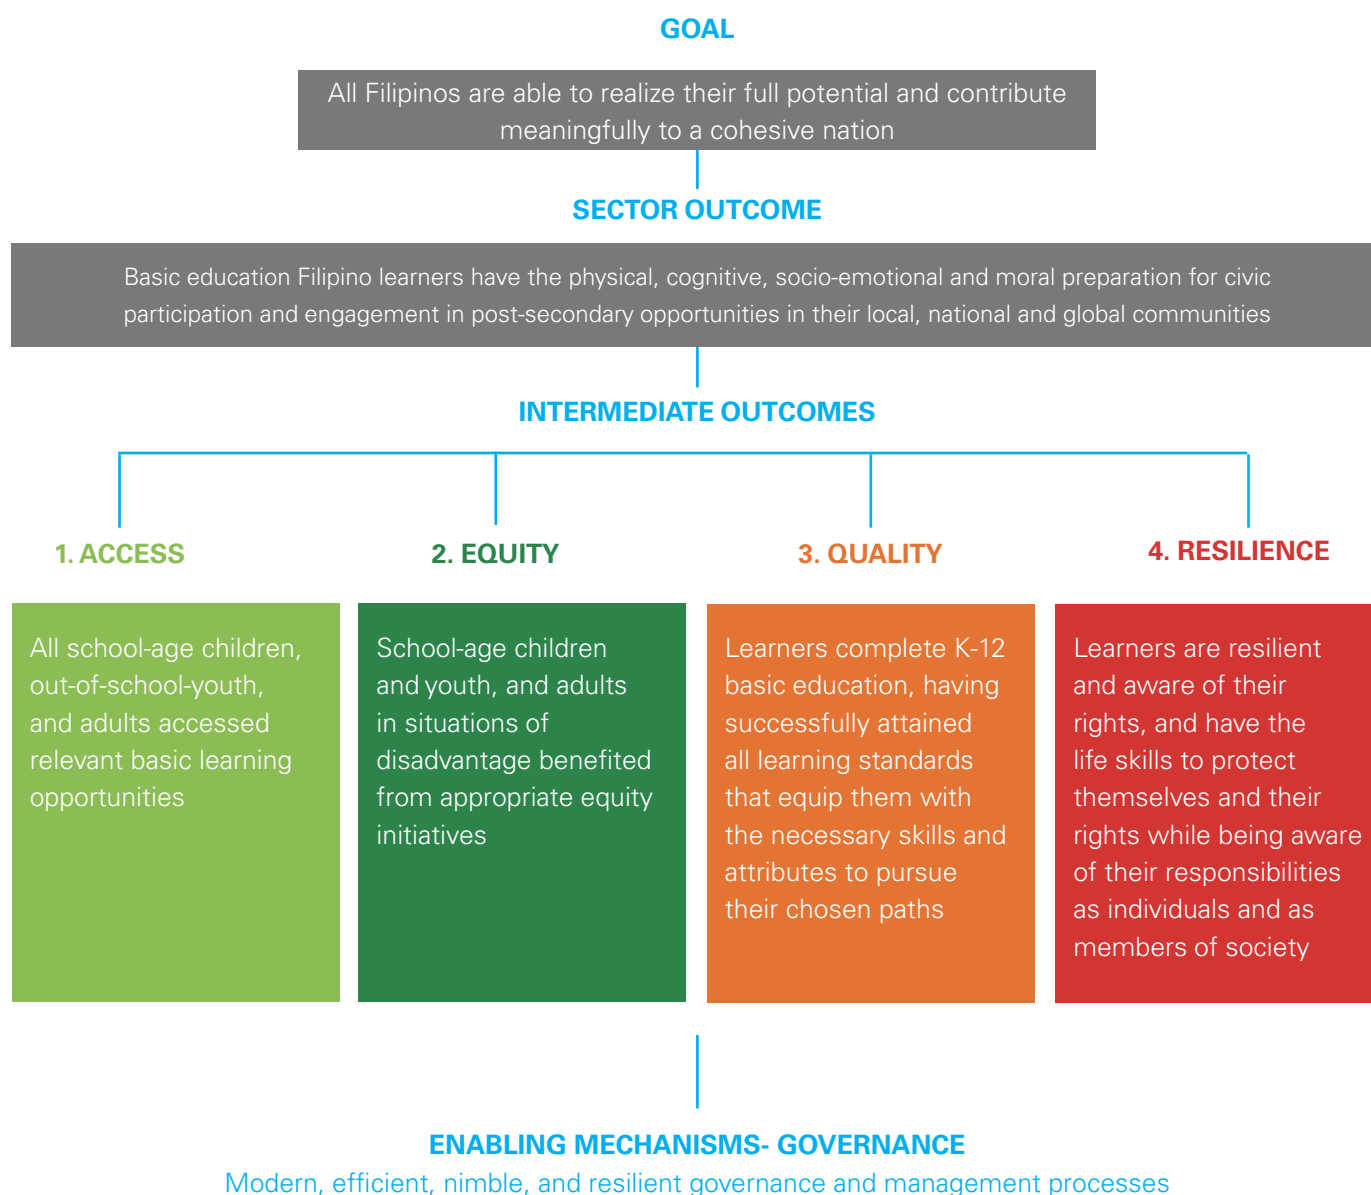 GOAL
All Filipinos are able to realize their full potential and contribute
meaningfully to a cohesive nation
SECTOR OUTCOME
Basic education Filipino learners have the physical, cognitive, socio-emotional and moral preparation for civic
participation and engagement in post-secondary opportunities in their local, national and global communities
INTERMEDIATE OUTCOMES
1. ACCESS
All school-age children,
out-of-school-youth,
and adults accessed
relevant basic learning
opportunities
2. EQUITY
School-age children
and youth, and adults
in situations of
disadvantage benefited
from appropriate equity
initiatives
3. QUALITY
Learners complete K-12
basic education, having
successfully attained
all learning standards
that equip them with
the necessary skills and
attributes to pursue
their chosen paths
4. RESILIENCE
Learners are resilient
and aware of their
rights, and have the
life skills to protect
themselves and their
rights while being aware
of their responsibilities
as individuals and as
members of society
ENABLING MECHANISMS- GOVERNANCE
Modern, efficient, nimble, and resilient governance and management processes